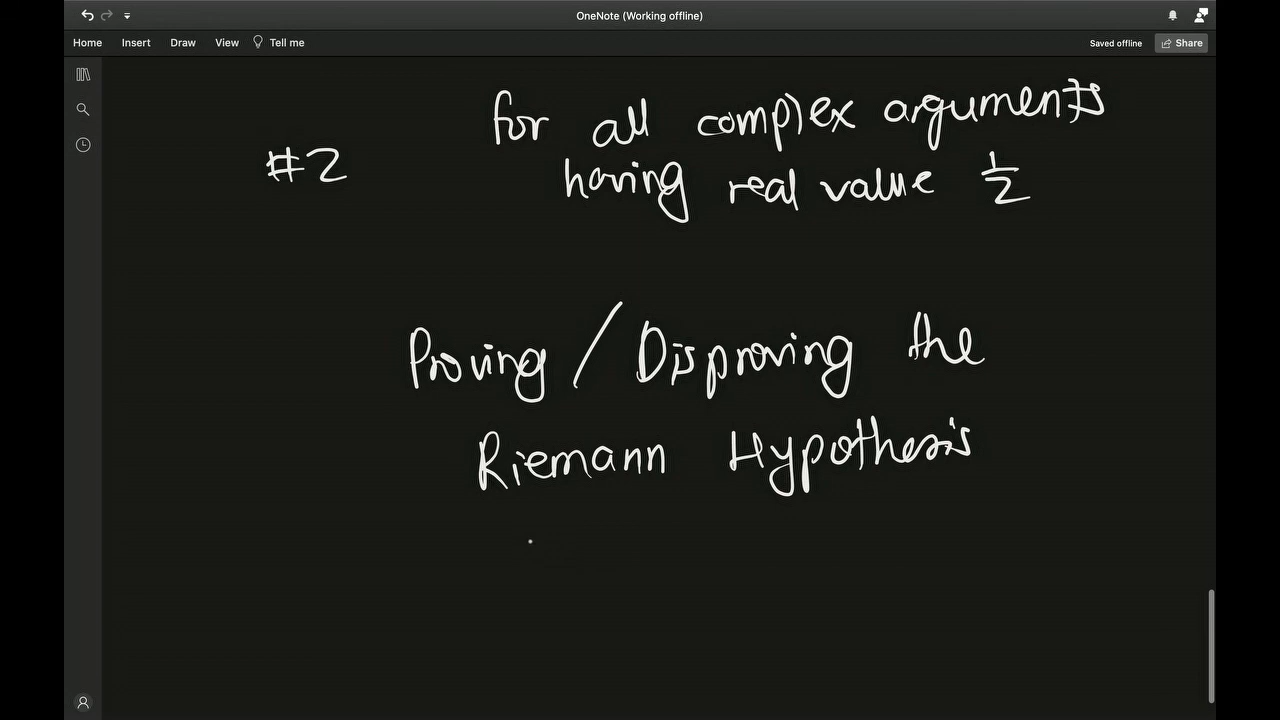 OneNote (Working offline)
Home Insert Draw View Tell me
Saved offline Share
for all complex arguments
#2 having real value 1/2
Proving / Disproving the
Riemann Hypothesis